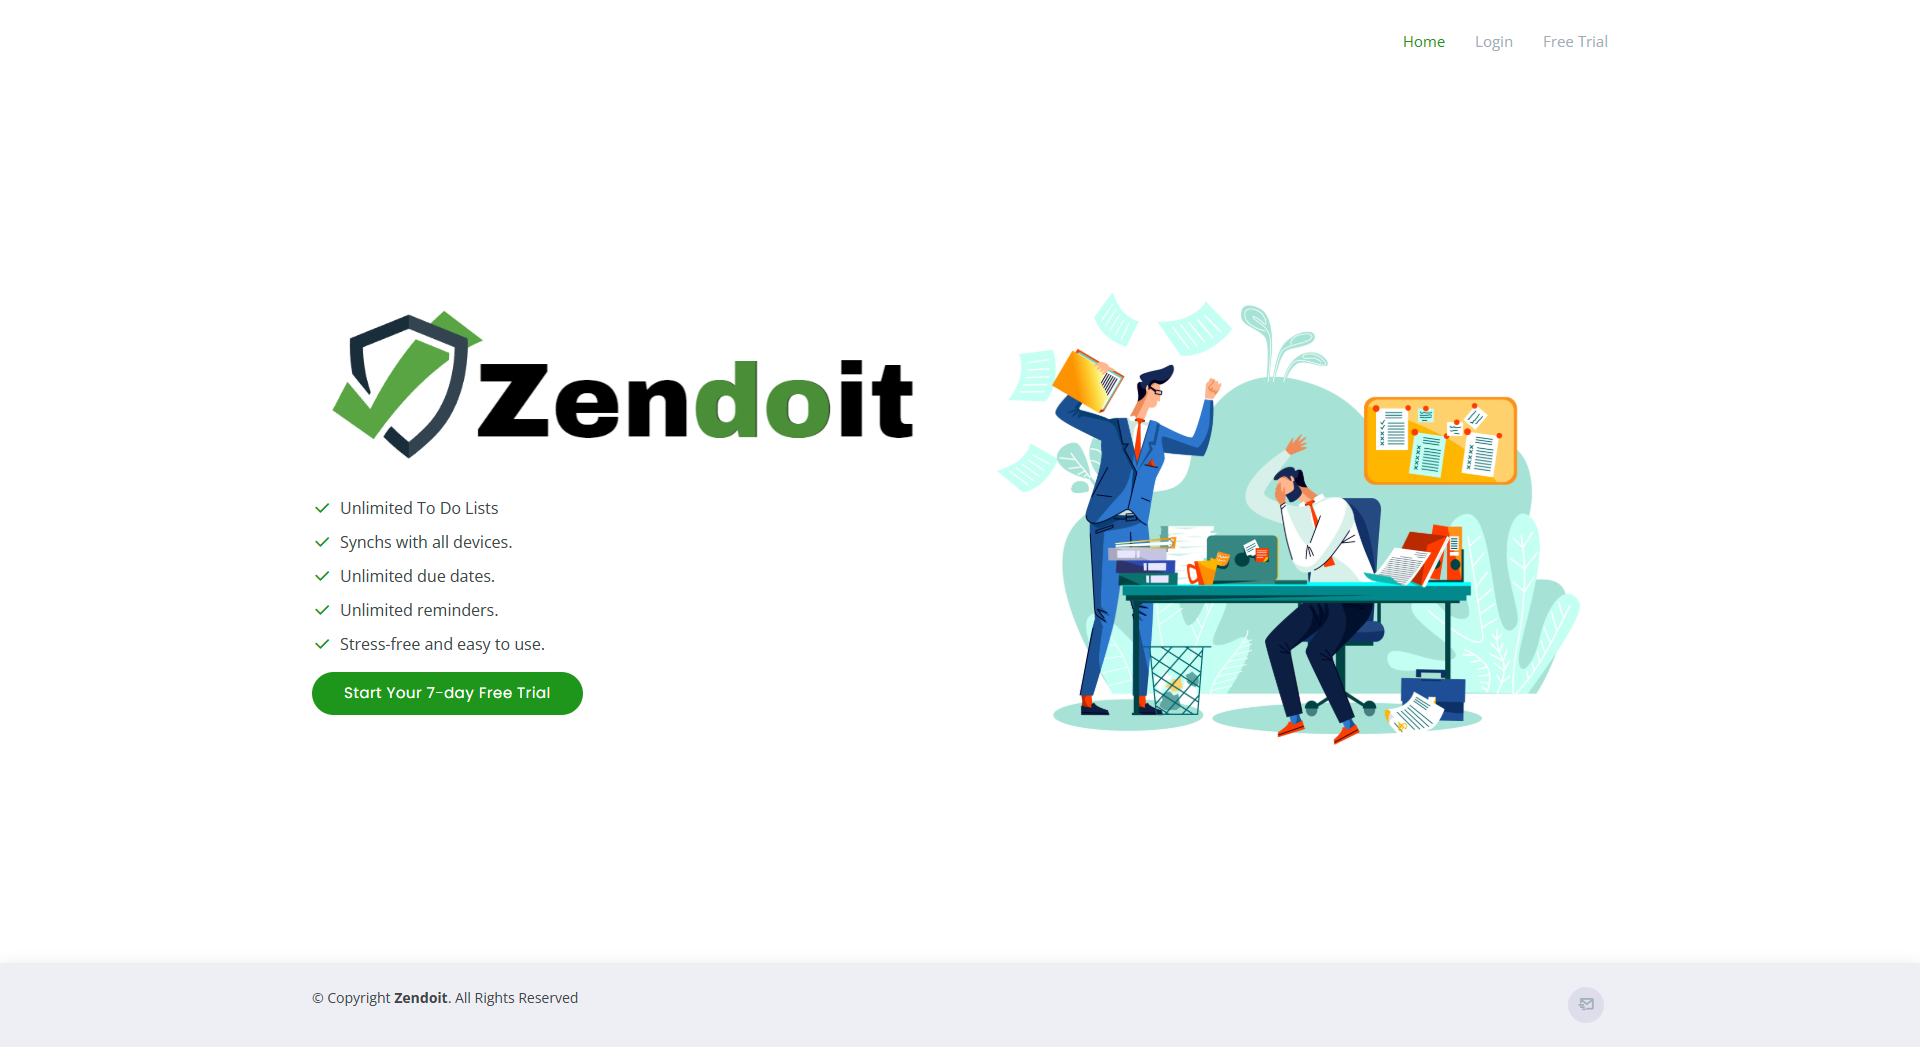 Home
Login
Free Trial
Zendoit
Unlimited To Do Lists
Synchs with all devices.
Unlimited due dates.
Unlimited reminders.
Stress-free and easy to use.
Start Your 7-day Free Trial
© Copyright Zendoit. All Rights Reserved